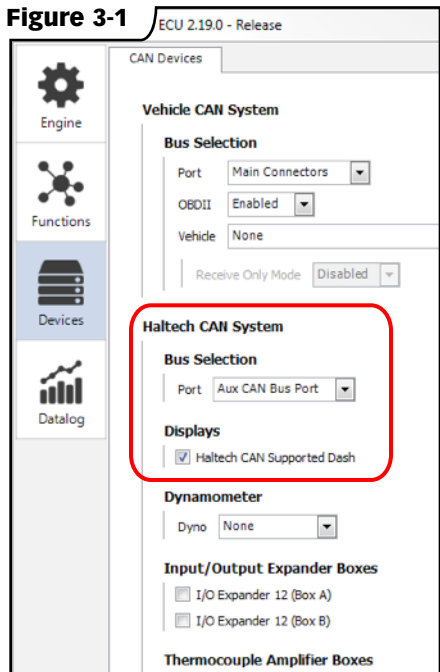 Figure 3-1
ECU 2.19.0 - Release
CAN Devices
Engine
Functions
Devices
Datalog
Vehicle CAN System
Bus Selection
Port Main Connectors
OBDII Enabled
Vehicle None
Receive Only Mode Disabled
Haltech CAN System
Bus Selection
Port Aux CAN Bus Port
Displays
Haltech CAN Supported Dash
Dynamometer
Dyno None
Input/Output Expander Boxes
I/O Expander 12 (Box A)
I/O Expander 12 (Box B)
Thermocouple Amplifier Boxes